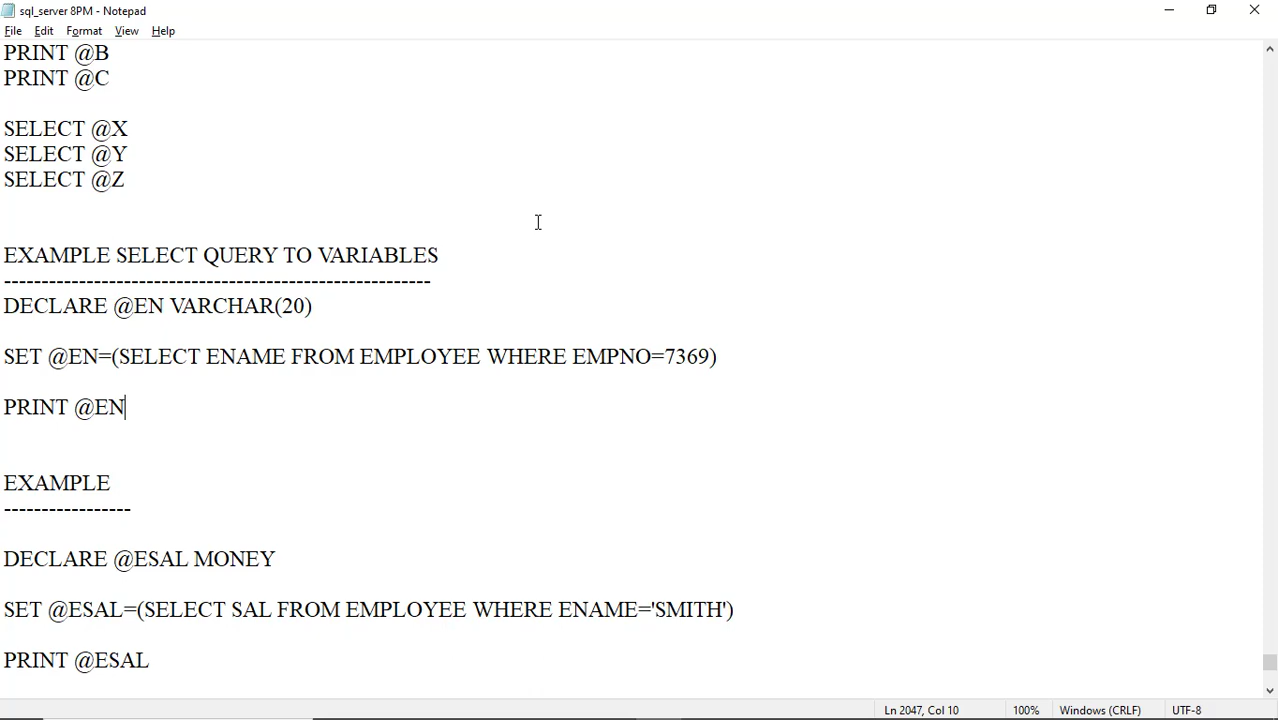 sql_server 8PM - Notepad
File Edit Format View Help
PRINT @B
PRINT @C
SELECT @X
SELECT @Y
SELECT @Z
EXAMPLE SELECT QUERY TO VARIABLES
---------------------------------------------------------
DECLARE @EN VARCHAR(20)
SET @EN=(SELECT ENAME FROM EMPLOYEE WHERE EMPNO=7369)
PRINT @EN
EXAMPLE
-----------------
DECLARE @ESAL MONEY
SET @ESAL=(SELECT SAL FROM EMPLOYEE WHERE ENAME='SMITH')
PRINT @ESAL
Ln 2047, Col 10 100% Windows (CRLF) UTF-8